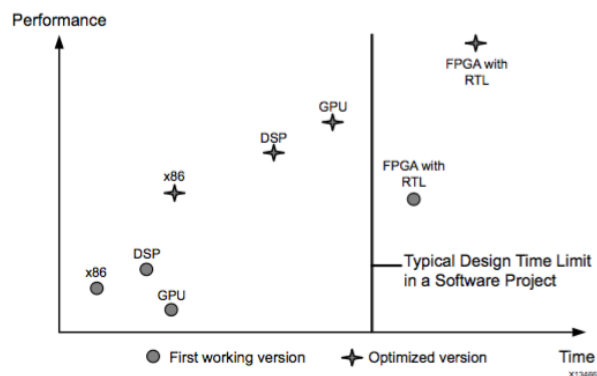 Performance
FPGA with
RTL
GPU
DSP
x86
FPGA with
RTL
DSP
x86
GPU
Typical Design Time Limit
in a Software Project
First working version
Optimized version
Time
X13486